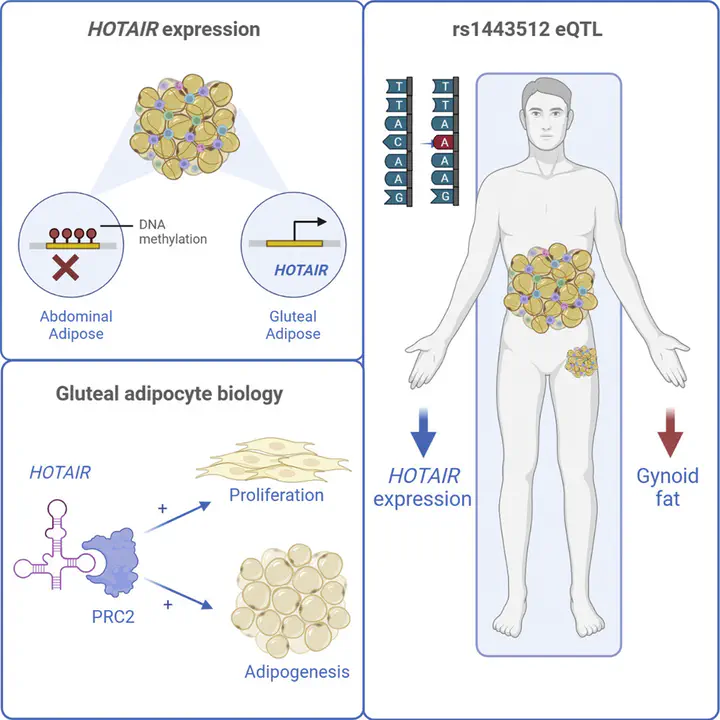 HOTAIR expression
DNA
methylation
HOTAIR
Abdominal
Adipose
Gluteal
Adipose
Gluteal adipocyte biology
HOTAIR
+
Proliferation
PRC2
+
Adipogenesis
rs1443512 eQTL
T T
T T
A A
C A
A A
A A
G G
HOTAIR
expression
Gynoid
fat